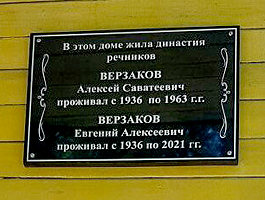 В этом доме жила династия
речников
ВЕРЗАКОВ
Алексей Саватеевич
проживал с 1936 по 1963 г.г.
ВЕРЗАКОВ
Евгений Алексеевич
проживал с 1936 по 2021 гг.